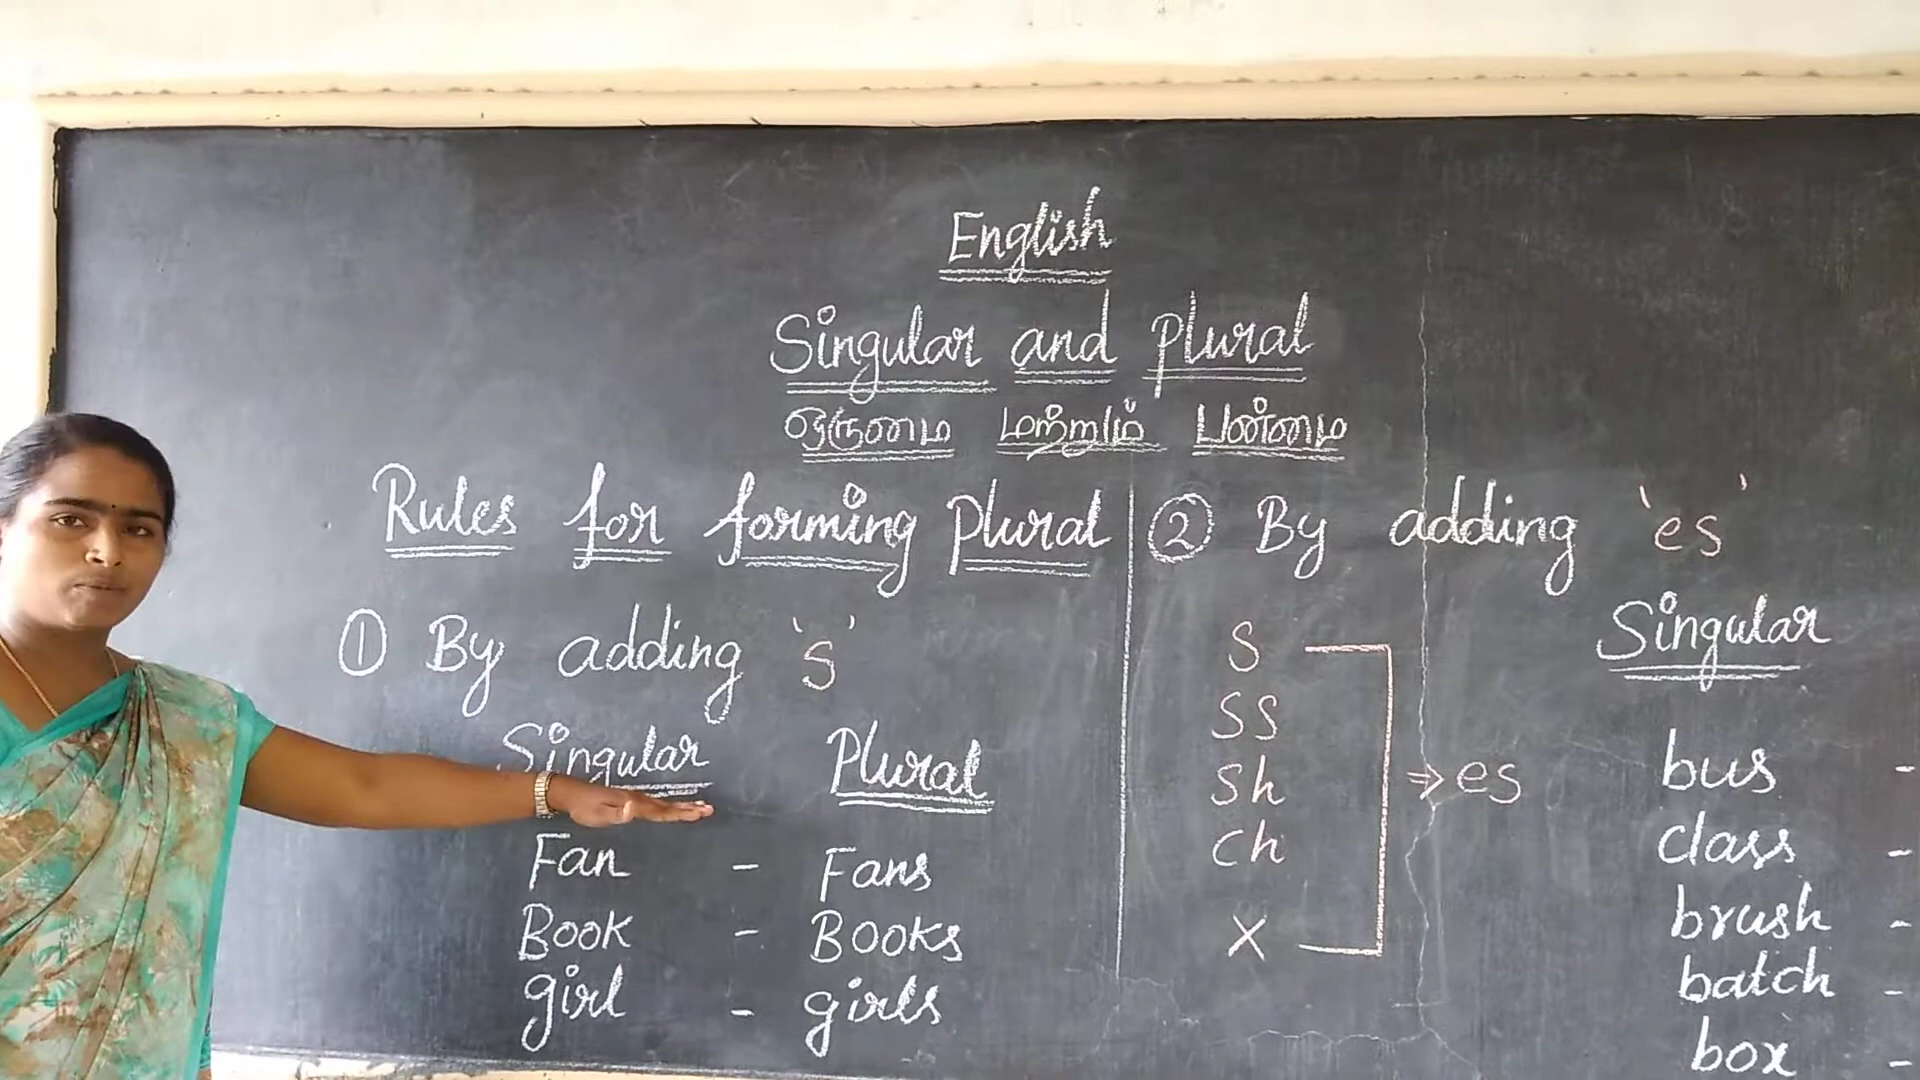 English
Singular and Plural
ஒருமை மற்றும் பன்மை
Rules for forming Plural
① By adding 's'
Singular Plural
Fan - Fans
Book - Books
girl - girls
② By adding 'es'
S
SS
Sh
Ch
X
⇒ es
Singular
bus -
class -
brush -
batch -
box -